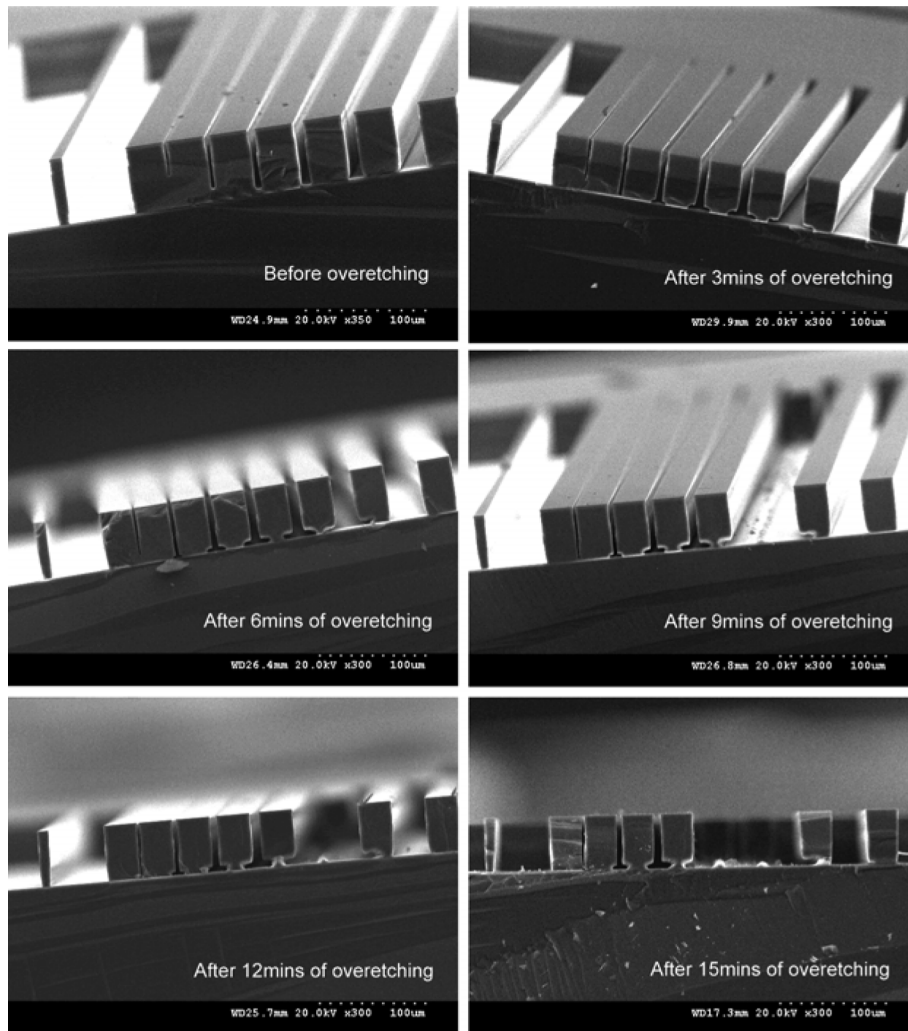 Before overetching
WD24.9mm 20.0kV x350 100um
After 3mins of overetching
WD29.9mm 20.0kV x300 100um
After 6mins of overetching
WD26.4mm 20.0kV x300 100um
After 9mins of overetching
WD26.8mm 20.0kV x300 100um
After 12mins of overetching
WD25.7mm 20.0kV x300 100um
After 15mins of overetching
WD17.3mm 20.0kV x300 100um